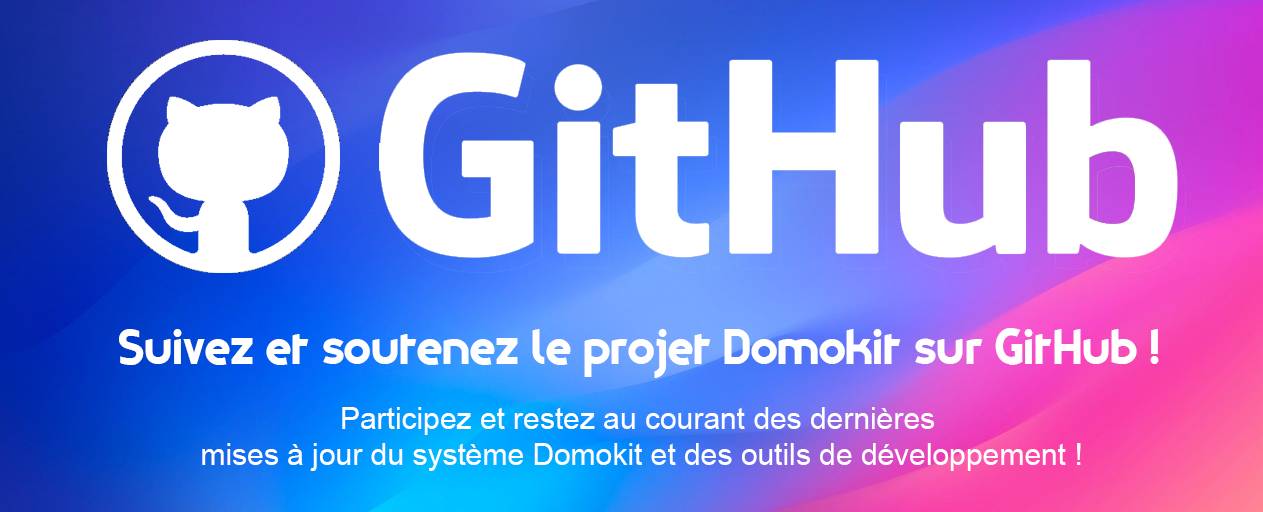 GitHub
Suivez et soutenez le projet Domokit sur GitHub !
Participez et restez au courant des dernières
mises à jour du système Domokit et des outils de développement !